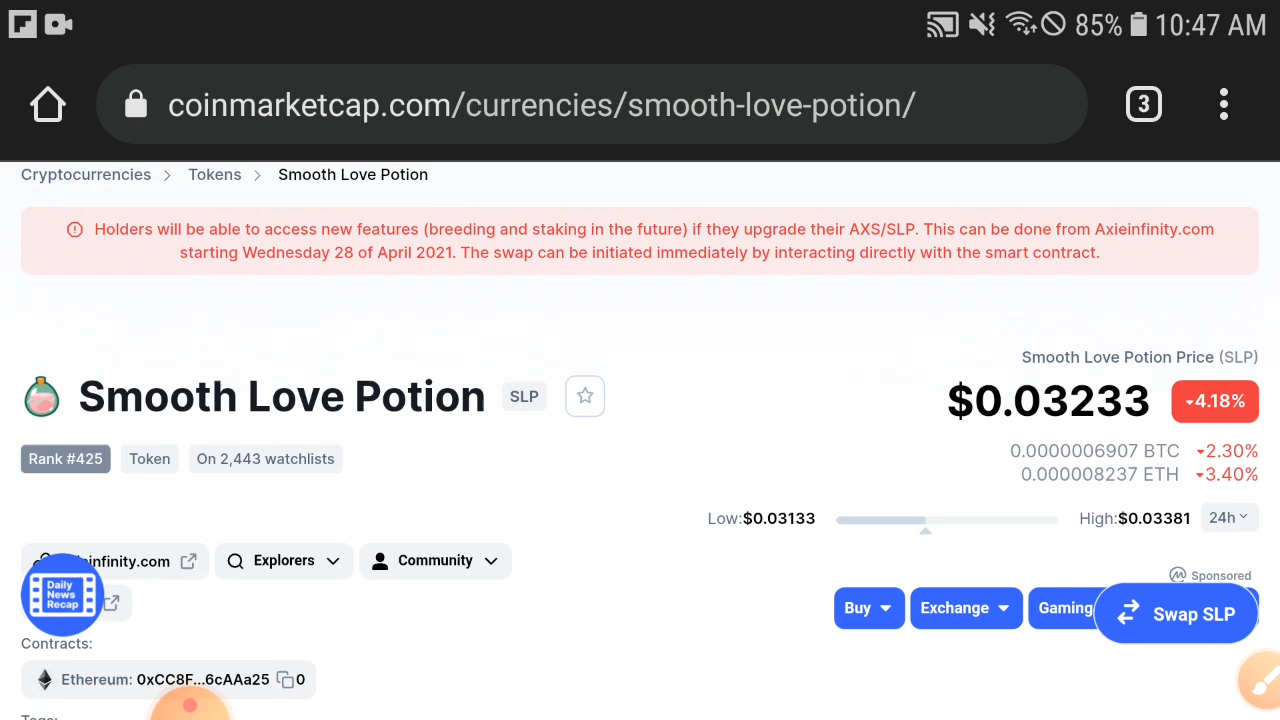 85% 10:47 AM
coinmarketcap.com/currencies/smooth-love-potion/
3
Cryptocurrencies > Tokens > Smooth Love Potion
Holders will be able to access new features (breeding and staking in the future) if they upgrade their AXS/SLP. This can be done from Axieinfinity.com
starting Wednesday 28 of April 2021. The swap can be initiated immediately by interacting directly with the smart contract.
Smooth Love Potion Price (SLP)
Smooth Love Potion SLP
$0.03233 4.18%
0.0000006907 BTC 2.30%
0.000008237 ETH 3.40%
Rank #425 Token On 2,443 watchlists
Low:$0.03133 High:$0.03381 24h
infinity.com Explorers Community
Sponsored
Daily
News
Recap
Buy Exchange Gaming Swap SLP
Contracts:
Ethereum: 0xCC8F...6cAAa25 0